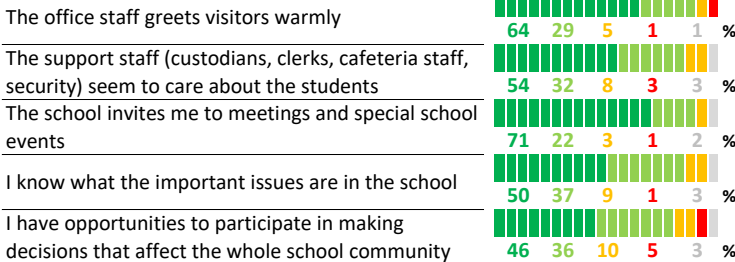 The office staff greets visitors warmly
64 29 5 1 1 %
The support staff (custodians, clerks, cafeteria staff,
security) seem to care about the students
54 32 8 3 3 %
The school invites me to meetings and special school
events
71 22 3 1 2 %
I know what the important issues are in the school
50 37 9 1 3 %
I have opportunities to participate in making
decisions that affect the whole school community
46 36 10 5 3 %